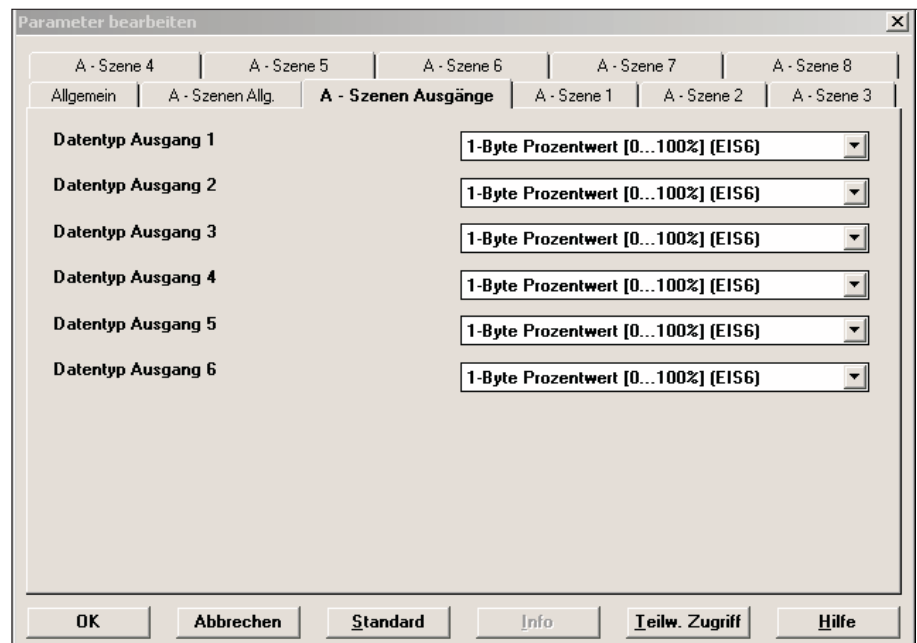 Parameter bearbeiten
A - Szene 4 A - Szene 5 A - Szene 6 A - Szene 7 A - Szene 8
Allgemein A - Szenen Allg. A - Szenen Ausgänge A - Szene 1 A - Szene 2 A - Szene 3
Datentyp Ausgang 1 1-Byte Prozentwert [0...100%] (EIS6)
Datentyp Ausgang 2 1-Byte Prozentwert [0...100%] (EIS6)
Datentyp Ausgang 3 1-Byte Prozentwert [0...100%] (EIS6)
Datentyp Ausgang 4 1-Byte Prozentwert [0...100%] (EIS6)
Datentyp Ausgang 5 1-Byte Prozentwert [0...100%] (EIS6)
Datentyp Ausgang 6 1-Byte Prozentwert [0...100%] (EIS6)
OK Abbrechen Standard Info Teilw. Zugriff Hilfe